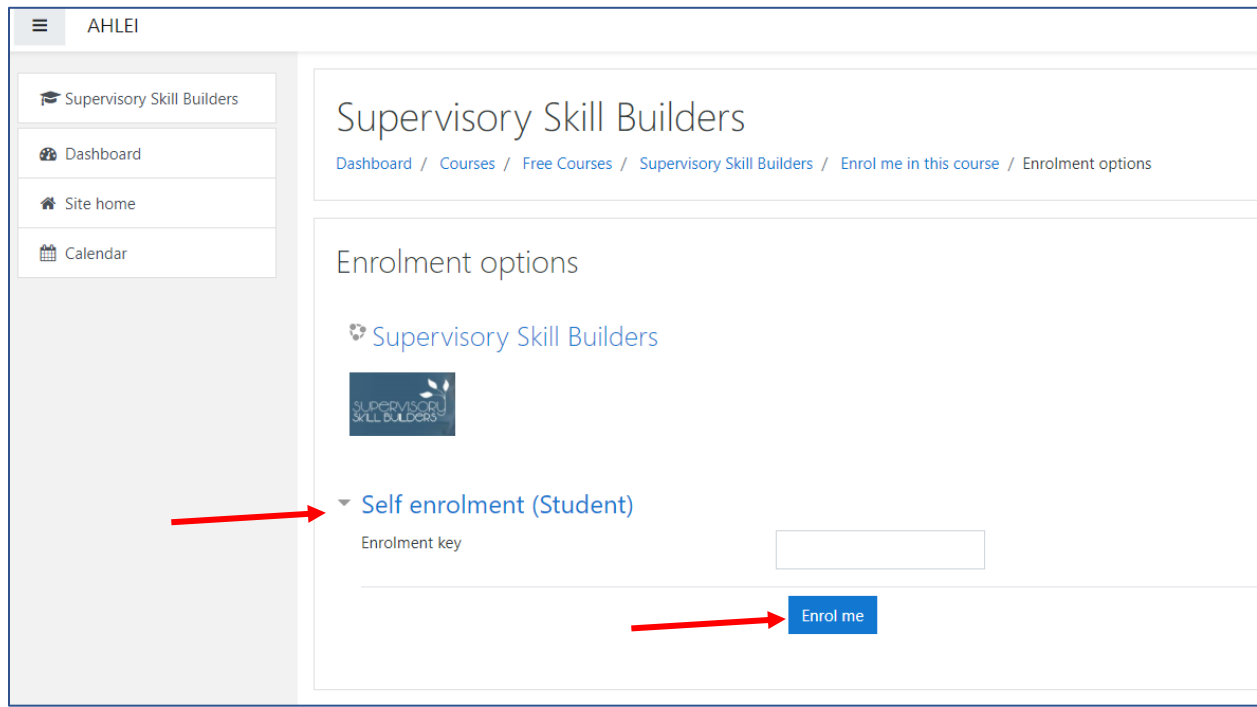 AHLEI
Supervisory Skill Builders
Dashboard
Site home
Calendar
Supervisory Skill Builders
Dashboard / Courses / Free Courses / Supervisory Skill Builders / Enrol me in this course / Enrolment options
Enrolment options
Supervisory Skill Builders
SUPERVISORY
SKILL BUILDERS
Self enrolment (Student)
Enrolment key
Enrol me